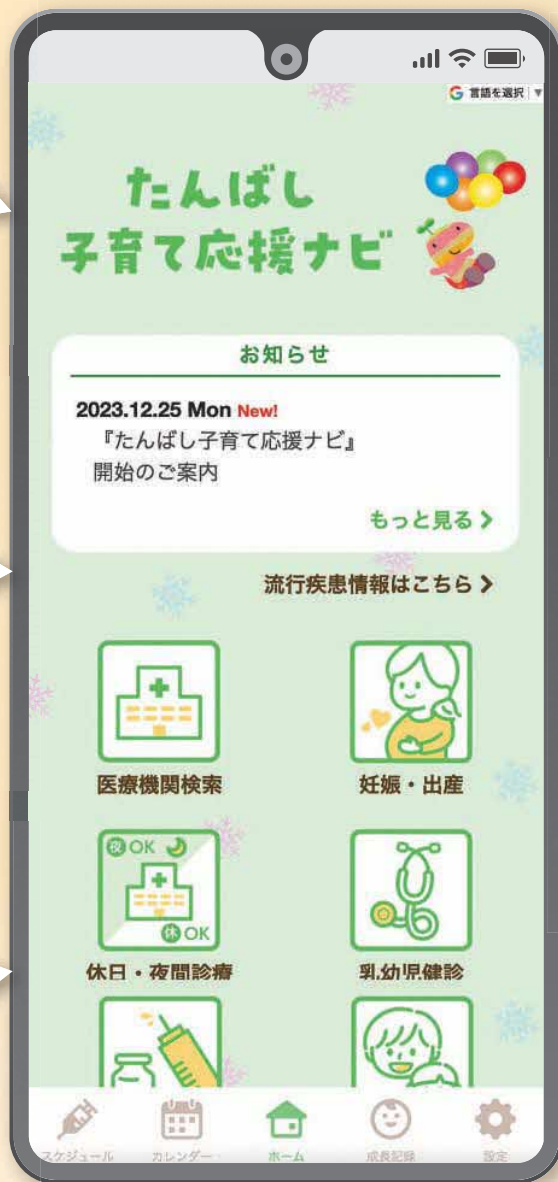 G 言語を選択 ▼
たんばし
子育て応援ナビ
お知らせ
2023.12.25 Mon New!
『たんばし子育て応援ナビ』
開始のご案内
もっと見る >
流行疾患情報はこちら >
医療機関検索
妊娠・出産
夜 OK
休 OK
休日・夜間診療
乳幼児健診
スケジュール
カレンダー
ホーム
成長記録
設定